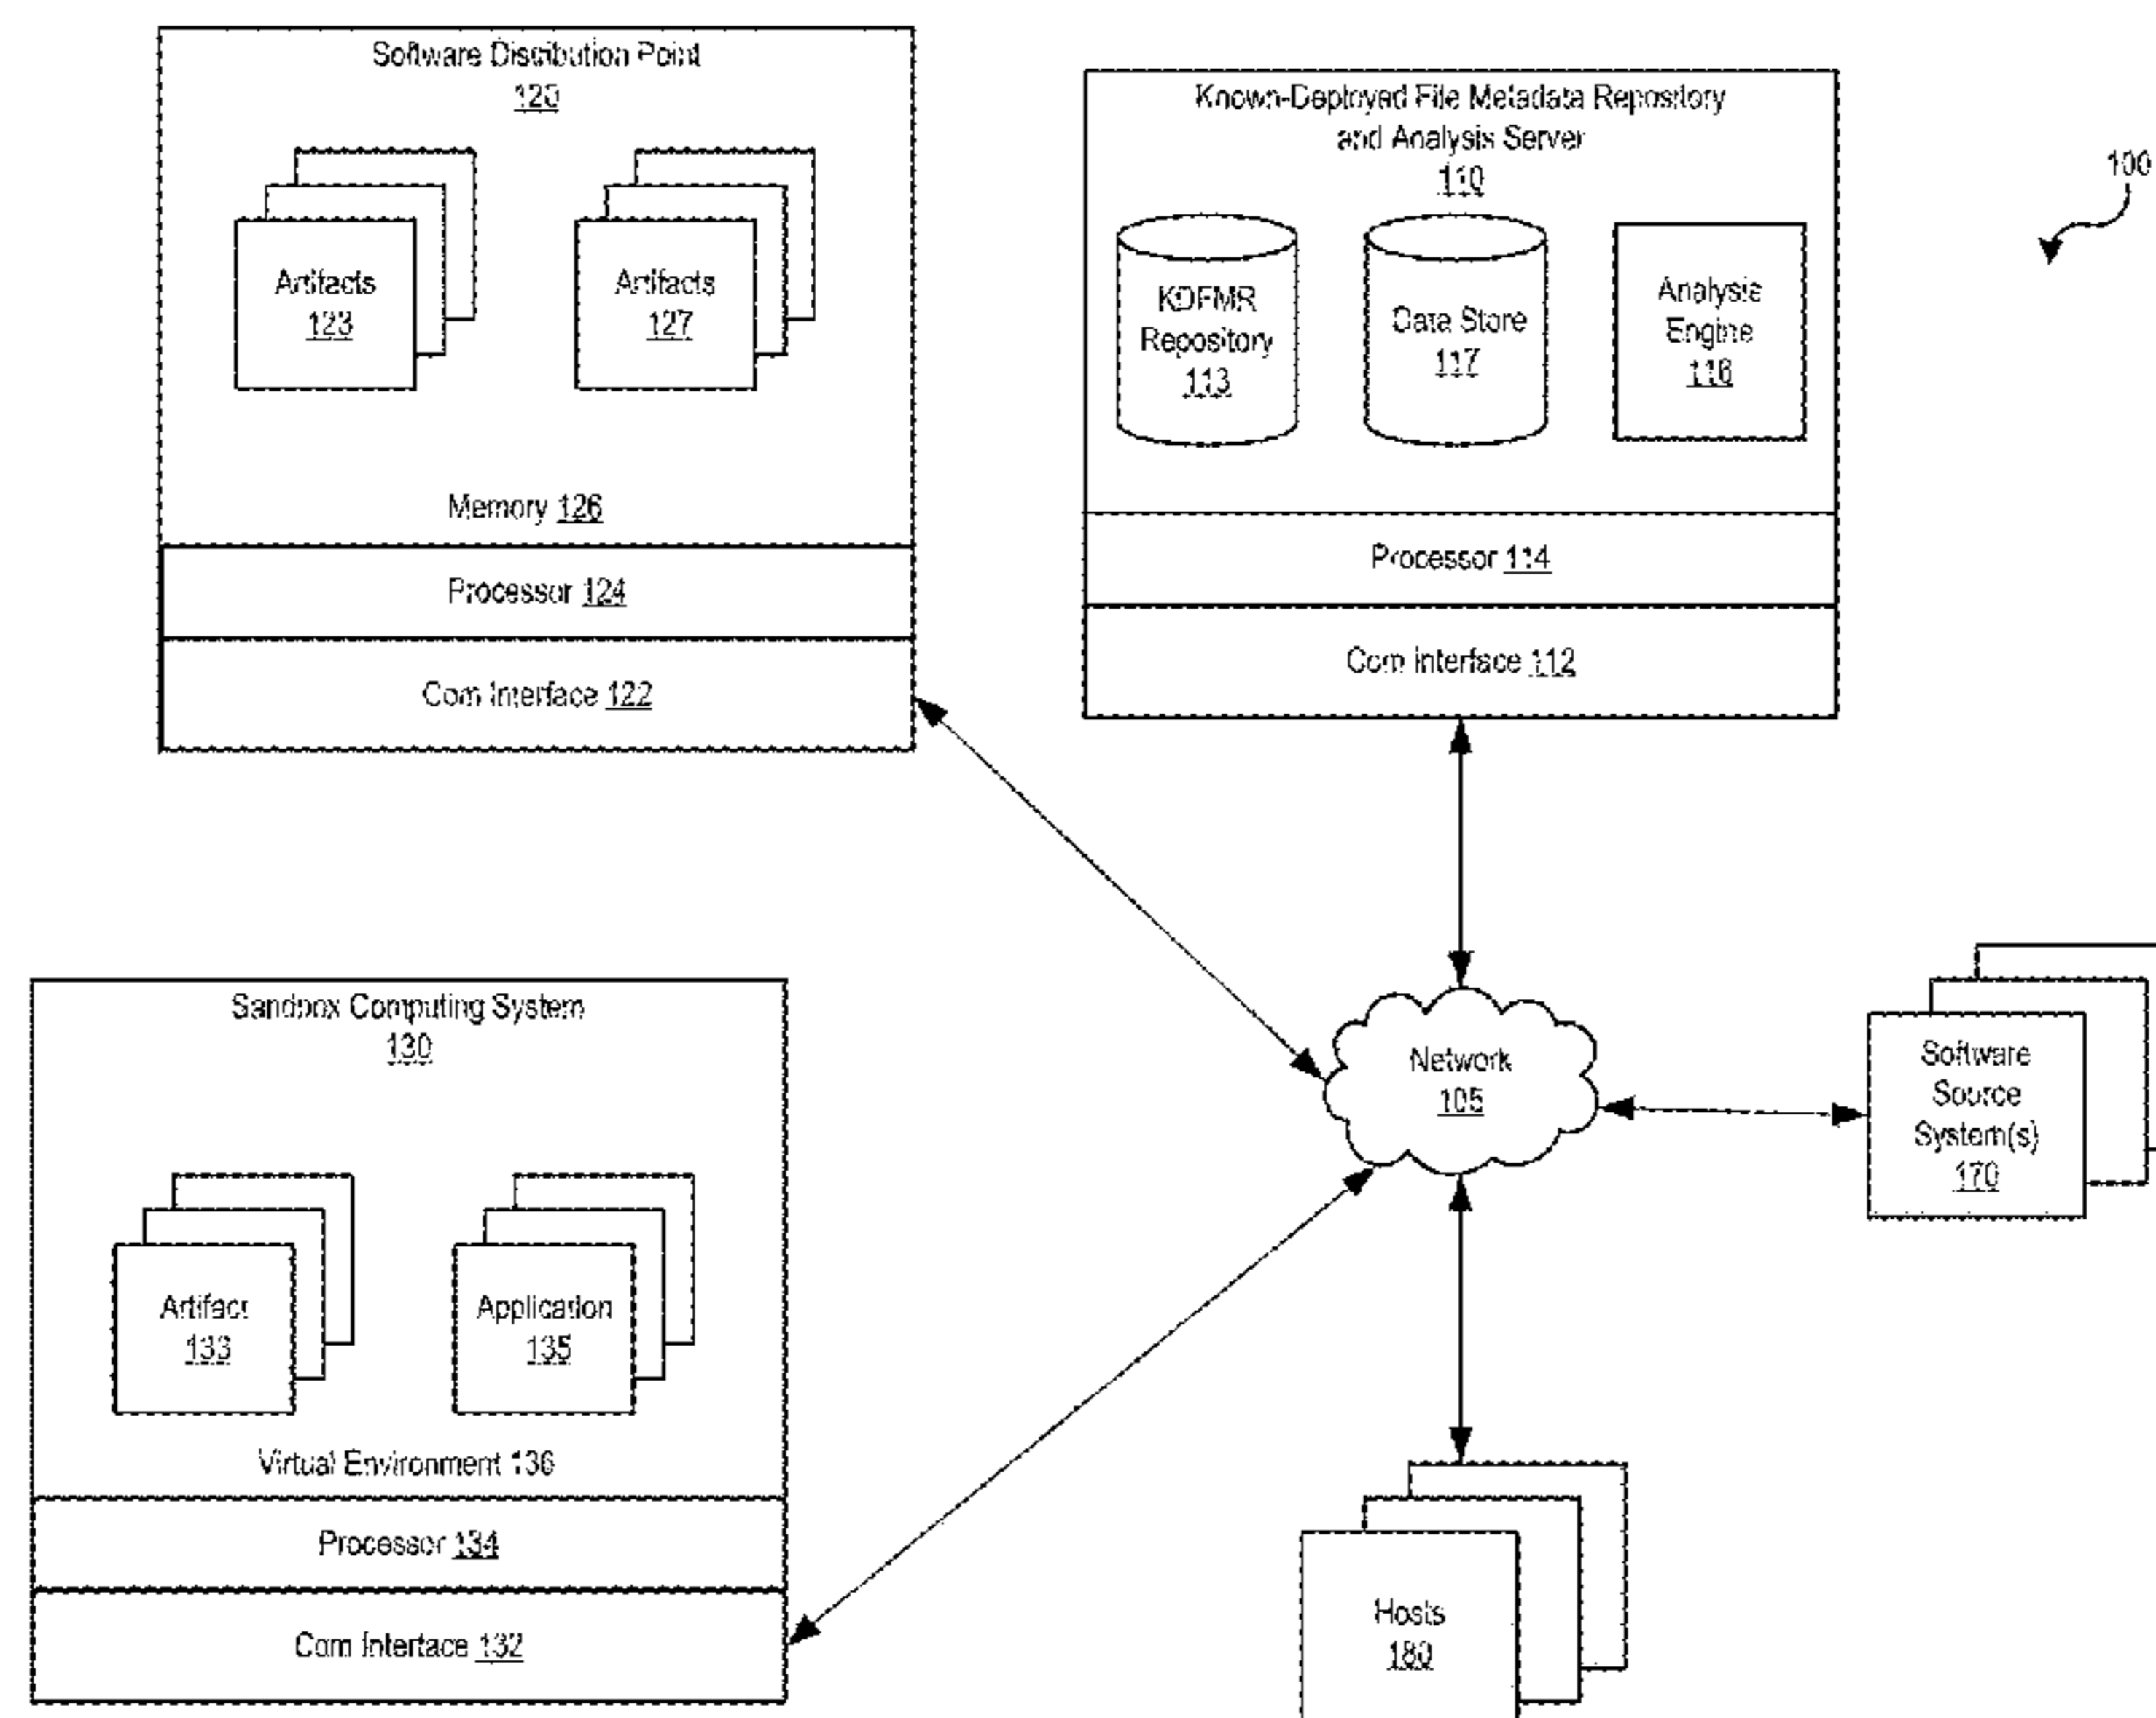 Software Distribution Point
120
Artifacts
123
Artifacts
127
Memory 126
Processor 124
Com Interface 122
Known-Deployed File Metadata Repository
and Analysis Server
110
KDFMR
Repository
113
Data Store
117
Analysis
Engine
118
Processor 114
Com Interface 112
100
Sandbox Computing System
130
Artifact
133
Application
135
Virtual Environment 136
Processor 134
Com Interface 132
Network
105
Software
Source
System(s)
170
Hosts
180